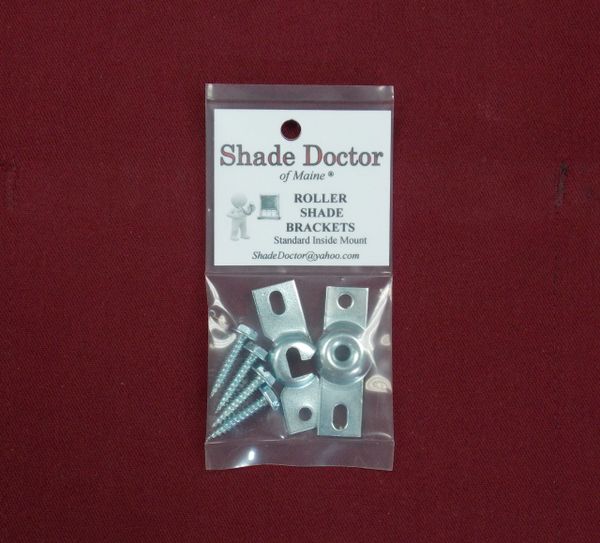 Shade Doctor
of Maine ®
ROLLER
SHADE
BRACKETS
Standard Inside Mount
ShadeDoctor@yahoo.com